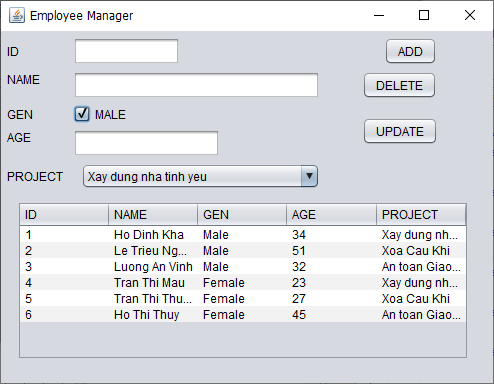 Employee Manager
ID
ADD
NAME
DELETE
GEN MALE
UPDATE
AGE
PROJECT Xay dung nha tinh yeu
ID NAME GEN AGE PROJECT
1 Ho Dinh Kha Male 34 Xay dung nh...
2 Le Trieu Ng... Male 51 Xoa Cau Khi
3 Luong An Vinh Male 32 An toan Giao...
4 Tran Thi Mau Female 23 Xay dung nh...
5 Tran Thi Thu... Female 27 Xoa Cau Khi
6 Ho Thi Thuy Female 45 An toan Giao...